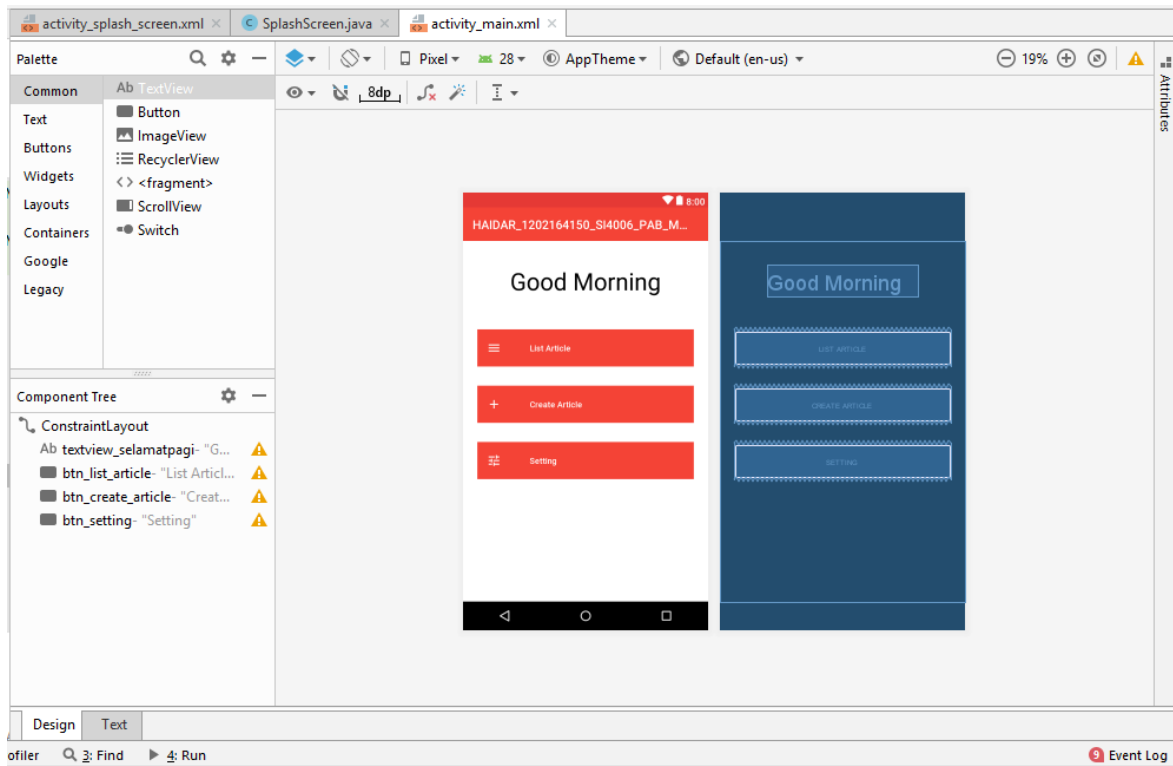 activity_splash_screen.xml SplashScreen.java activity_main.xml
Palette
Pixel 28 AppTheme Default (en-us) 19%
Common
Text
Buttons
Widgets
Layouts
Containers
Google
Legacy
Ab TextView
Button
ImageView
RecyclerView
<fragment>
ScrollView
Switch
8dp
Attributes
8:00
HAIDAR_1202164150_SI4006_PAB_M...
Good Morning
List Article
Create Article
Setting
Good Morning
LIST ARTICLE
CREATE ARTICLE
SETTING
Component Tree
ConstraintLayout
Ab textview_selamatpagi- "G...
btn_list_article- "List Articl...
btn_create_article- "Creat...
btn_setting- "Setting"
Design Text
ofiler 3: Find 4: Run 9 Event Log